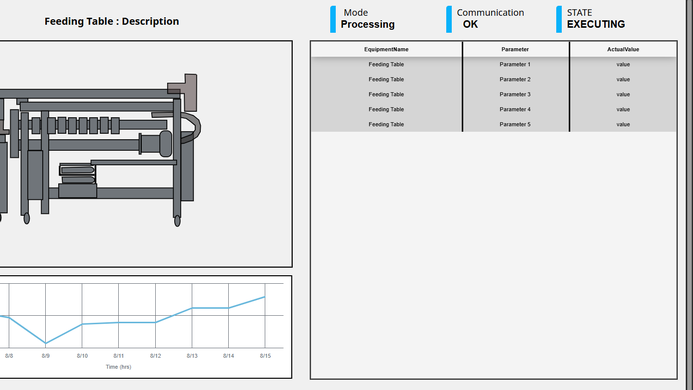 Feeding Table : Description
Mode
Processing
Communication
OK
STATE
EXECUTING
EquipmentName Parameter ActualValue
Feeding Table Parameter 1 value
Feeding Table Parameter 2 value
Feeding Table Parameter 3 value
Feeding Table Parameter 4 value
Feeding Table Parameter 5 value
8/8 8/9 8/10 8/11 8/12 8/13 8/14 8/15
Time (hrs)